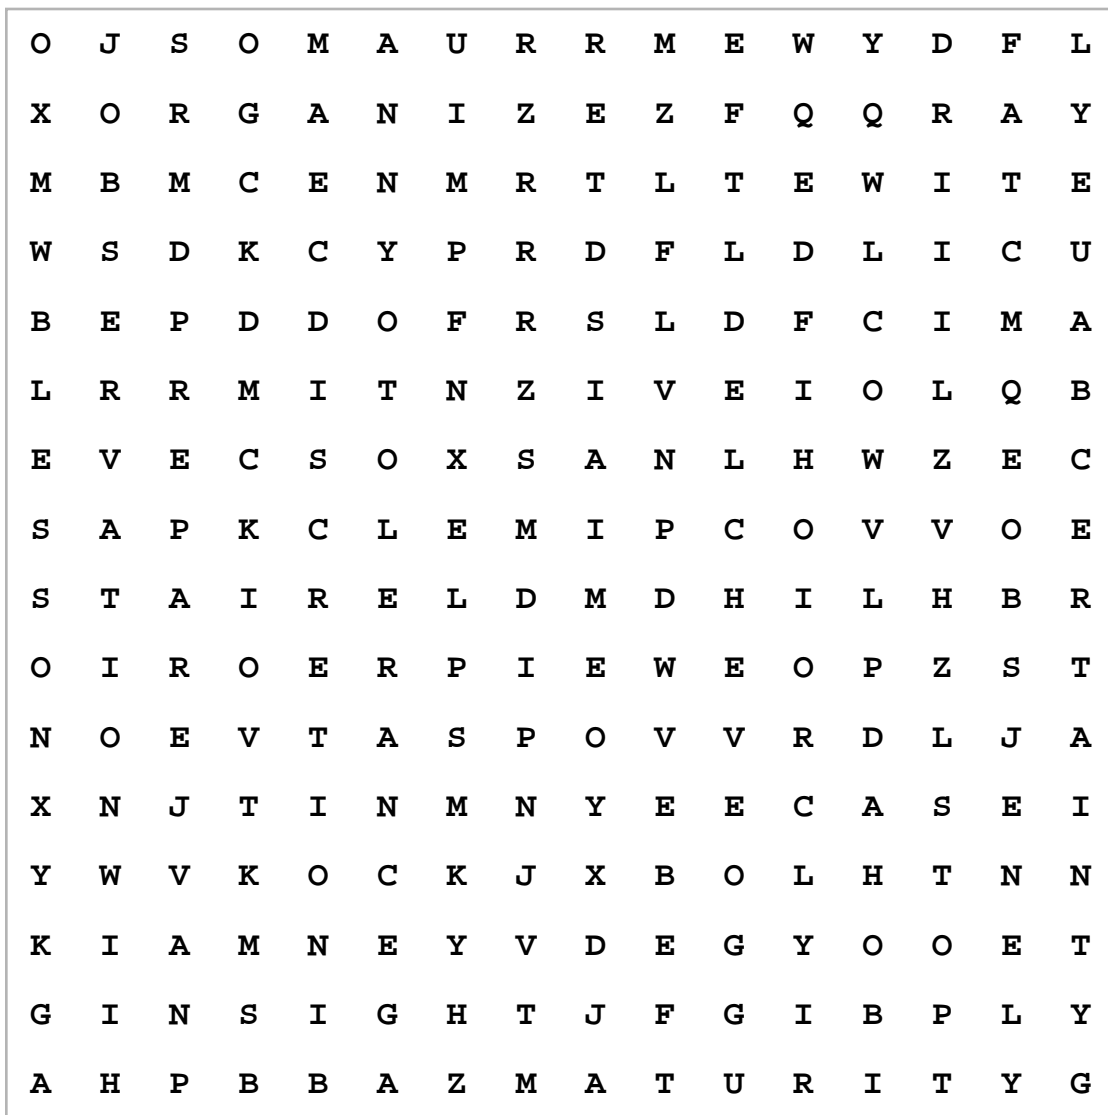 O J S O M A U R R M E W Y D F L
X O R G A N I Z E Z F Q Q R A Y
M B M C E N M R T L T E W I T E
W S D K C Y P R D F L D L I C U
B E P D D O F R S L D F C I M A
L R R M I T N Z I V E I O L Q B
E V E C S O X S A N L H W Z E C
S A P K C L E M I P C O V V O E
S T A I R E L D M D H I L H B R
O I R O E R P I E W E O P Z S T
N O E V T A S P O V V R D L J A
X N J T I N M N Y E E C A S E I
Y W V K O C K J X B O L H T N N
K I A M N E Y V D E G Y O O E T
G I N S I G H T J F G I B P L Y
A H P B B A Z M A T U R I T Y G